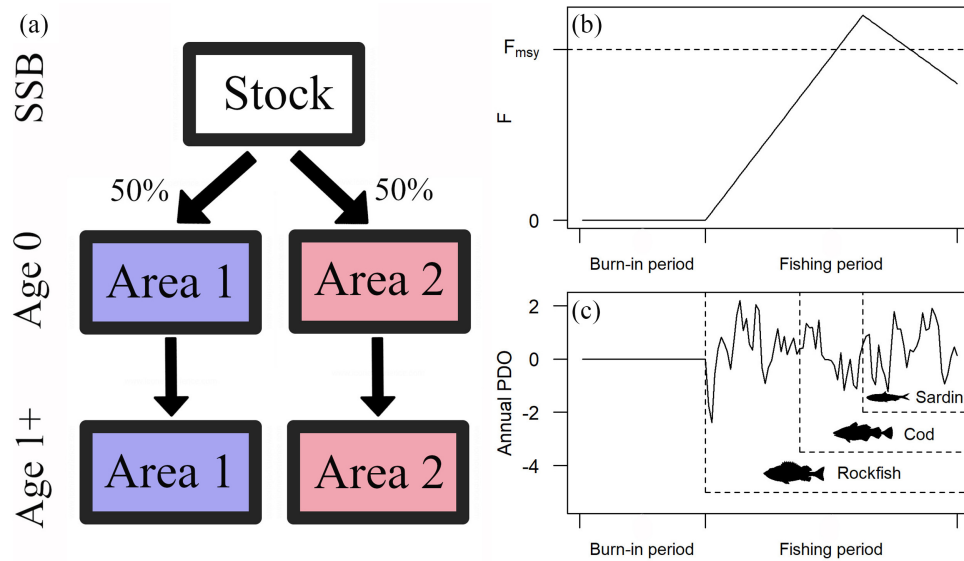 (a)
SSB
Stock
50%
50%
Age 0
Area 1
Area 2
Age 1+
Area 1
Area 2
(b)
F
Fmsy
0
Burn-in period
Fishing period
(c)
Annual PDO
2
0
-2
-4
Sardin
Cod
Rockfish
Burn-in period
Fishing period